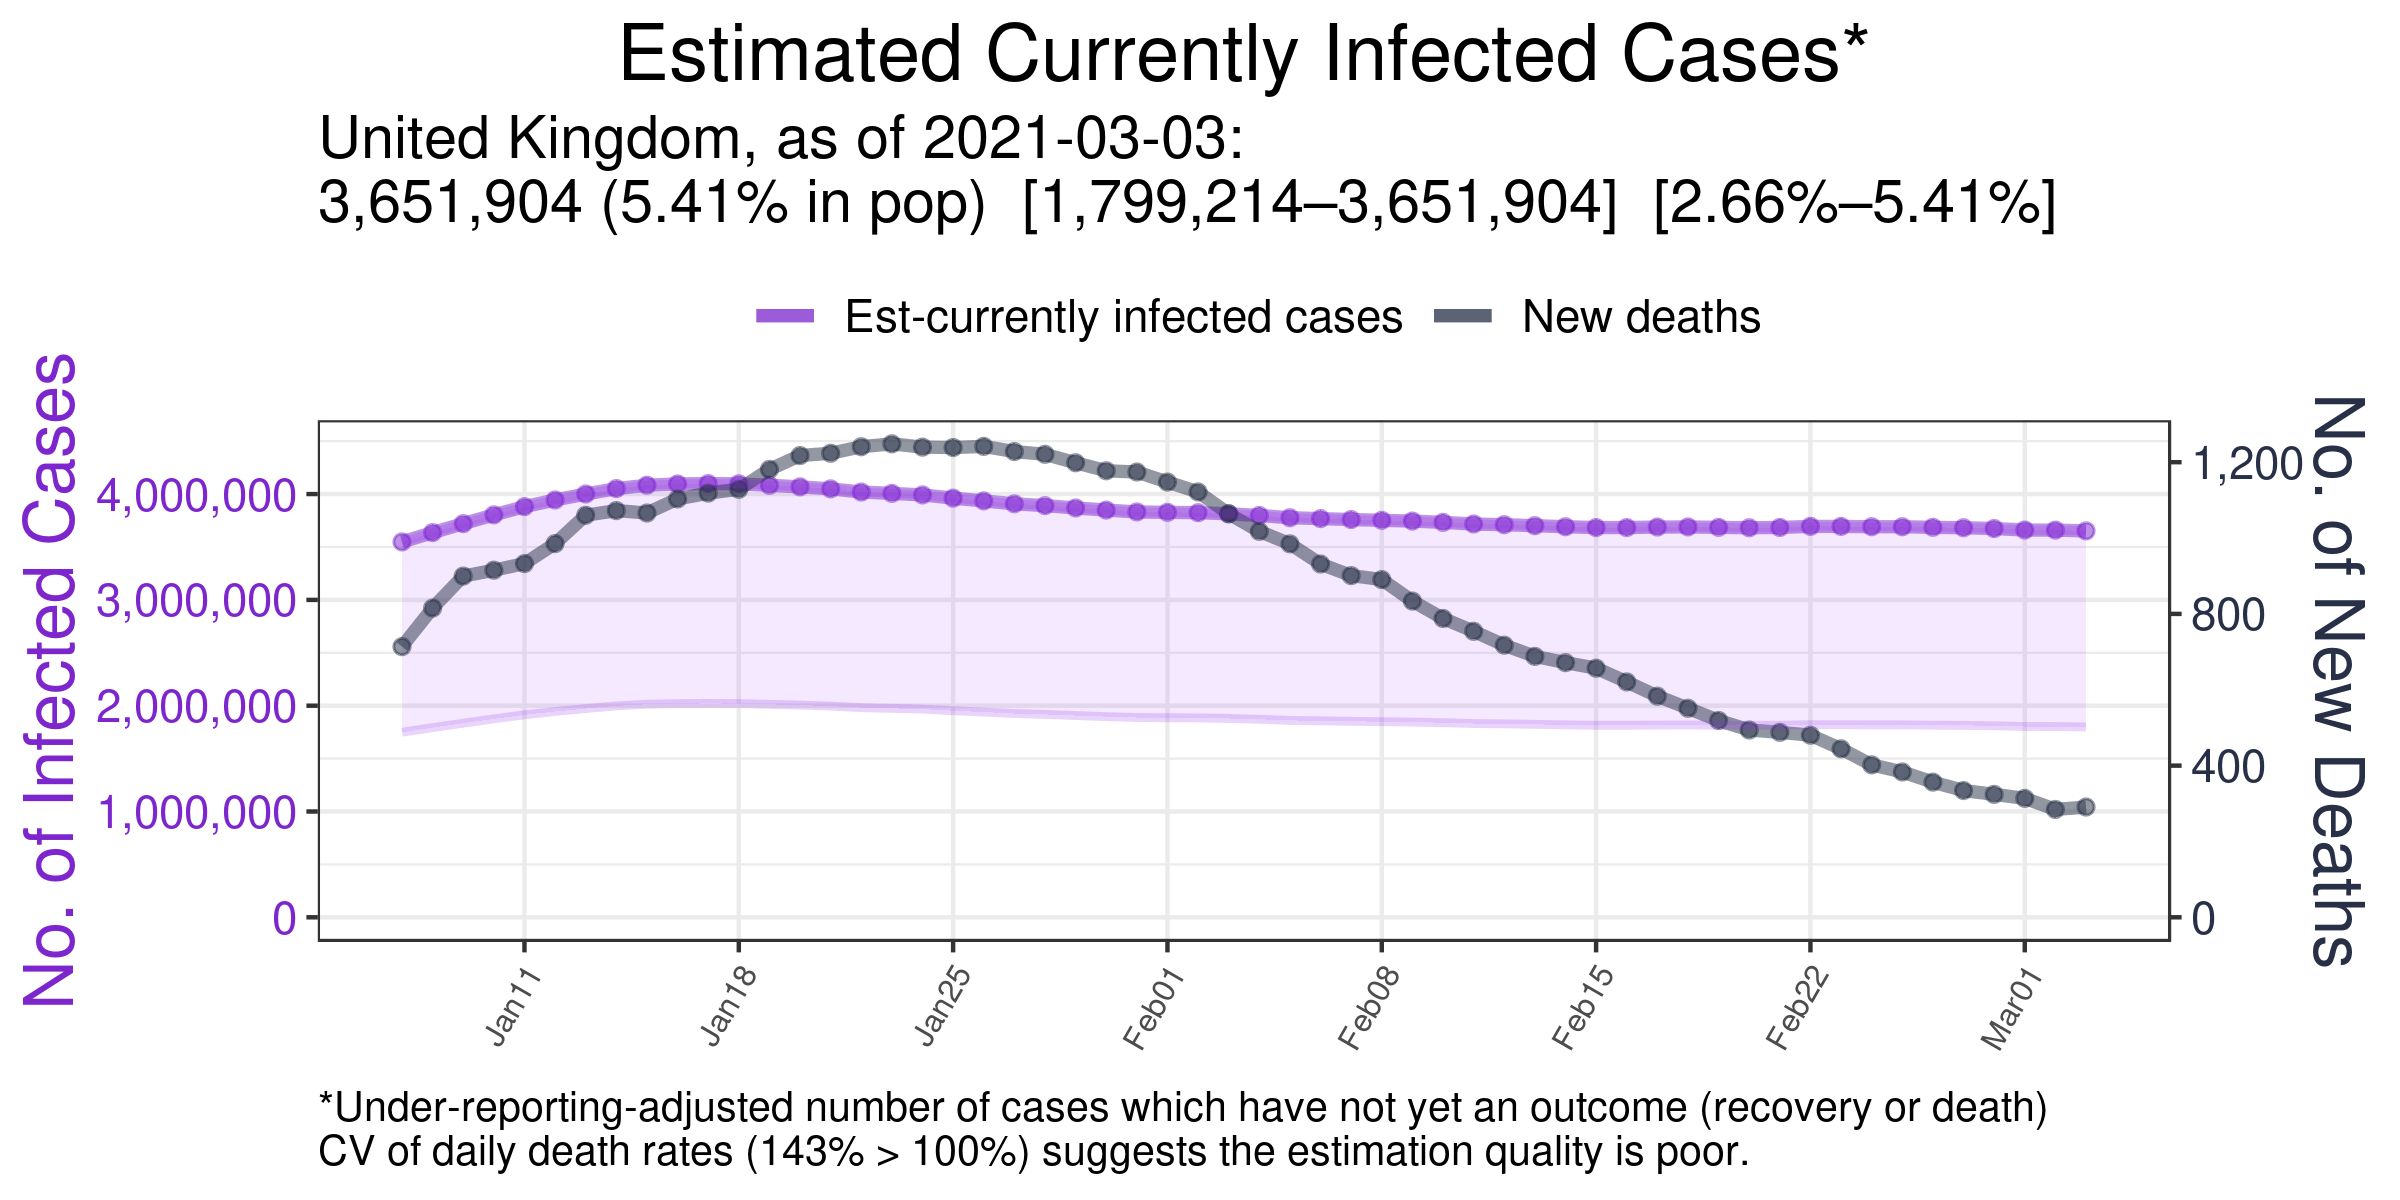 Estimated Currently Infected Cases*
United Kingdom, as of 2021-03-03:
3,651,904 (5.41% in pop) [1,799,214–3,651,904] [2.66%–5.41%]
Est-currently infected cases
New deaths
No. of Infected Cases
4,000,000
3,000,000
2,000,000
1,000,000
0
1,200
800
400
0
No. of New Deaths
Jan11
Jan18
Jan25
Feb01
Feb08
Feb15
Feb22
Mar01
*Under-reporting-adjusted number of cases which have not yet an outcome (recovery or death)
CV of daily death rates (143% > 100%) suggests the estimation quality is poor.